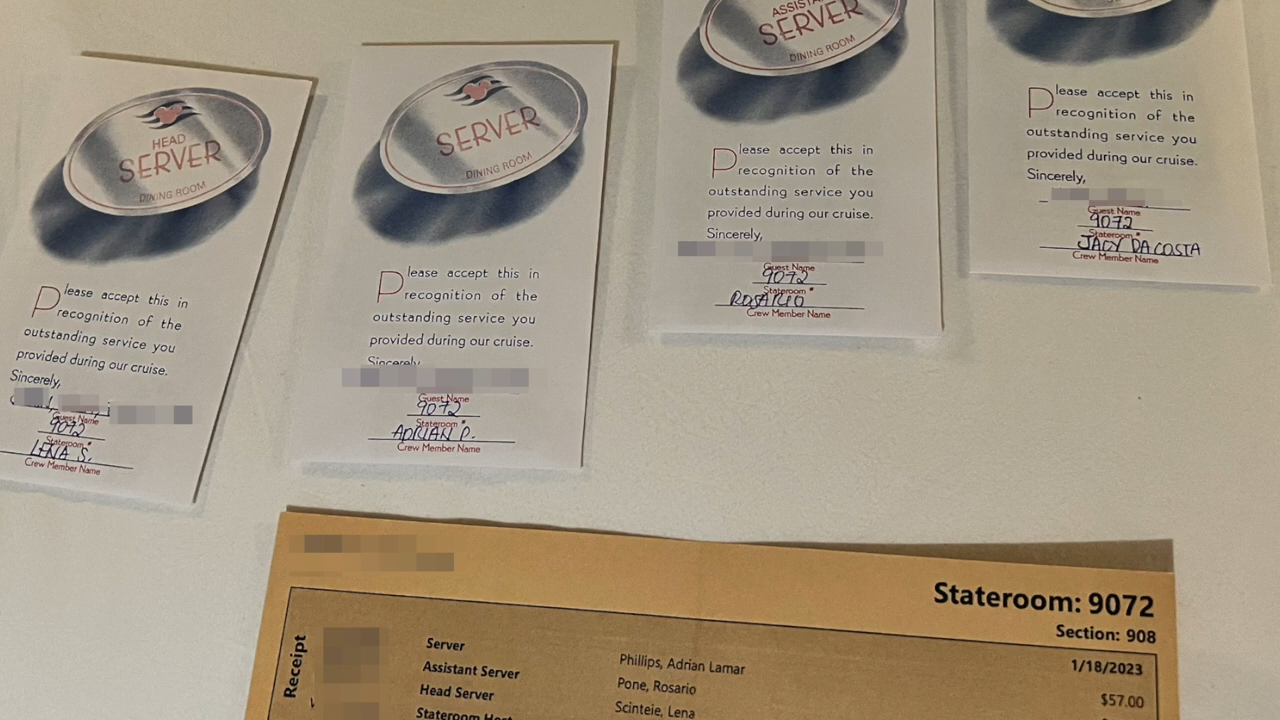 HEAD
SERVER
DINING ROOM
Please accept this in
recognition of the
outstanding service you
provided during our cruise.
Sincerely,
Guest Name
9072
Stateroom *
LENA S.
Crew Member Name
SERVER
DINING ROOM
Please accept this in
recognition of the
outstanding service you
provided during our cruise.
Sincerely,
Guest Name
9072
Stateroom *
ADRIAN P.
Crew Member Name
SERVER
DINING ROOM
Please accept this in
recognition of the
outstanding service you
provided during our cruise.
Sincerely,
Guest Name
9072
Stateroom *
ROSARIO
Crew Member Name
Please accept this in
recognition of the
outstanding service you
provided during our cruise.
Sincerely,
Guest Name
9072
Stateroom *
JACY DACOSTA
Crew Member Name
Stateroom: 9072
Section: 908
Receipt
1/18/2023
Server Phillips, Adrian Lamar $57.00
Assistant Server Pone, Rosario
Head Server Scinteie, Lena
Stateroom